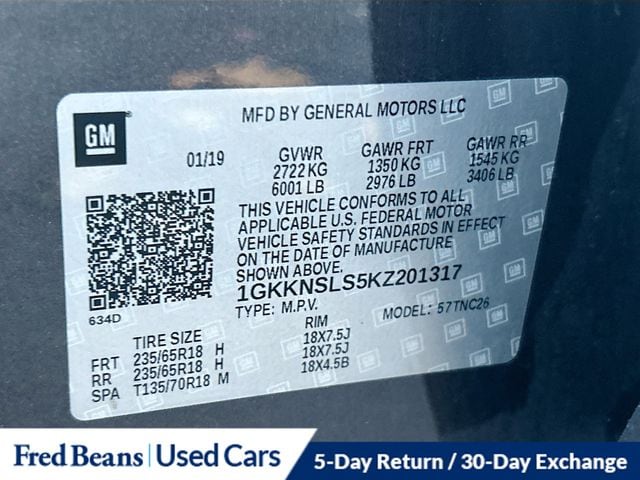 GM
MFD BY GENERAL MOTORS LLC
01/19 GVWR GAWR FRT GAWR RR
2722 KG 1350 KG 1545 KG
6001 LB 2976 LB 3406 LB
THIS VEHICLE CONFORMS TO ALL
APPLICABLE U.S. FEDERAL MOTOR
VEHICLE SAFETY STANDARDS IN EFFECT
ON THE DATE OF MANUFACTURE
SHOWN ABOVE.
1GKKNSLS5KZ201317
634D
TYPE: M.P.V. MODEL: 57TNC26
TIRE SIZE RIM
FRT 235/65R18 H 18X7.5J
RR 235/65R18 H 18X7.5J
SPA T135/70R18 M 18X4.5B
Fred Beans | Used Cars
5-Day Return / 30-Day Exchange